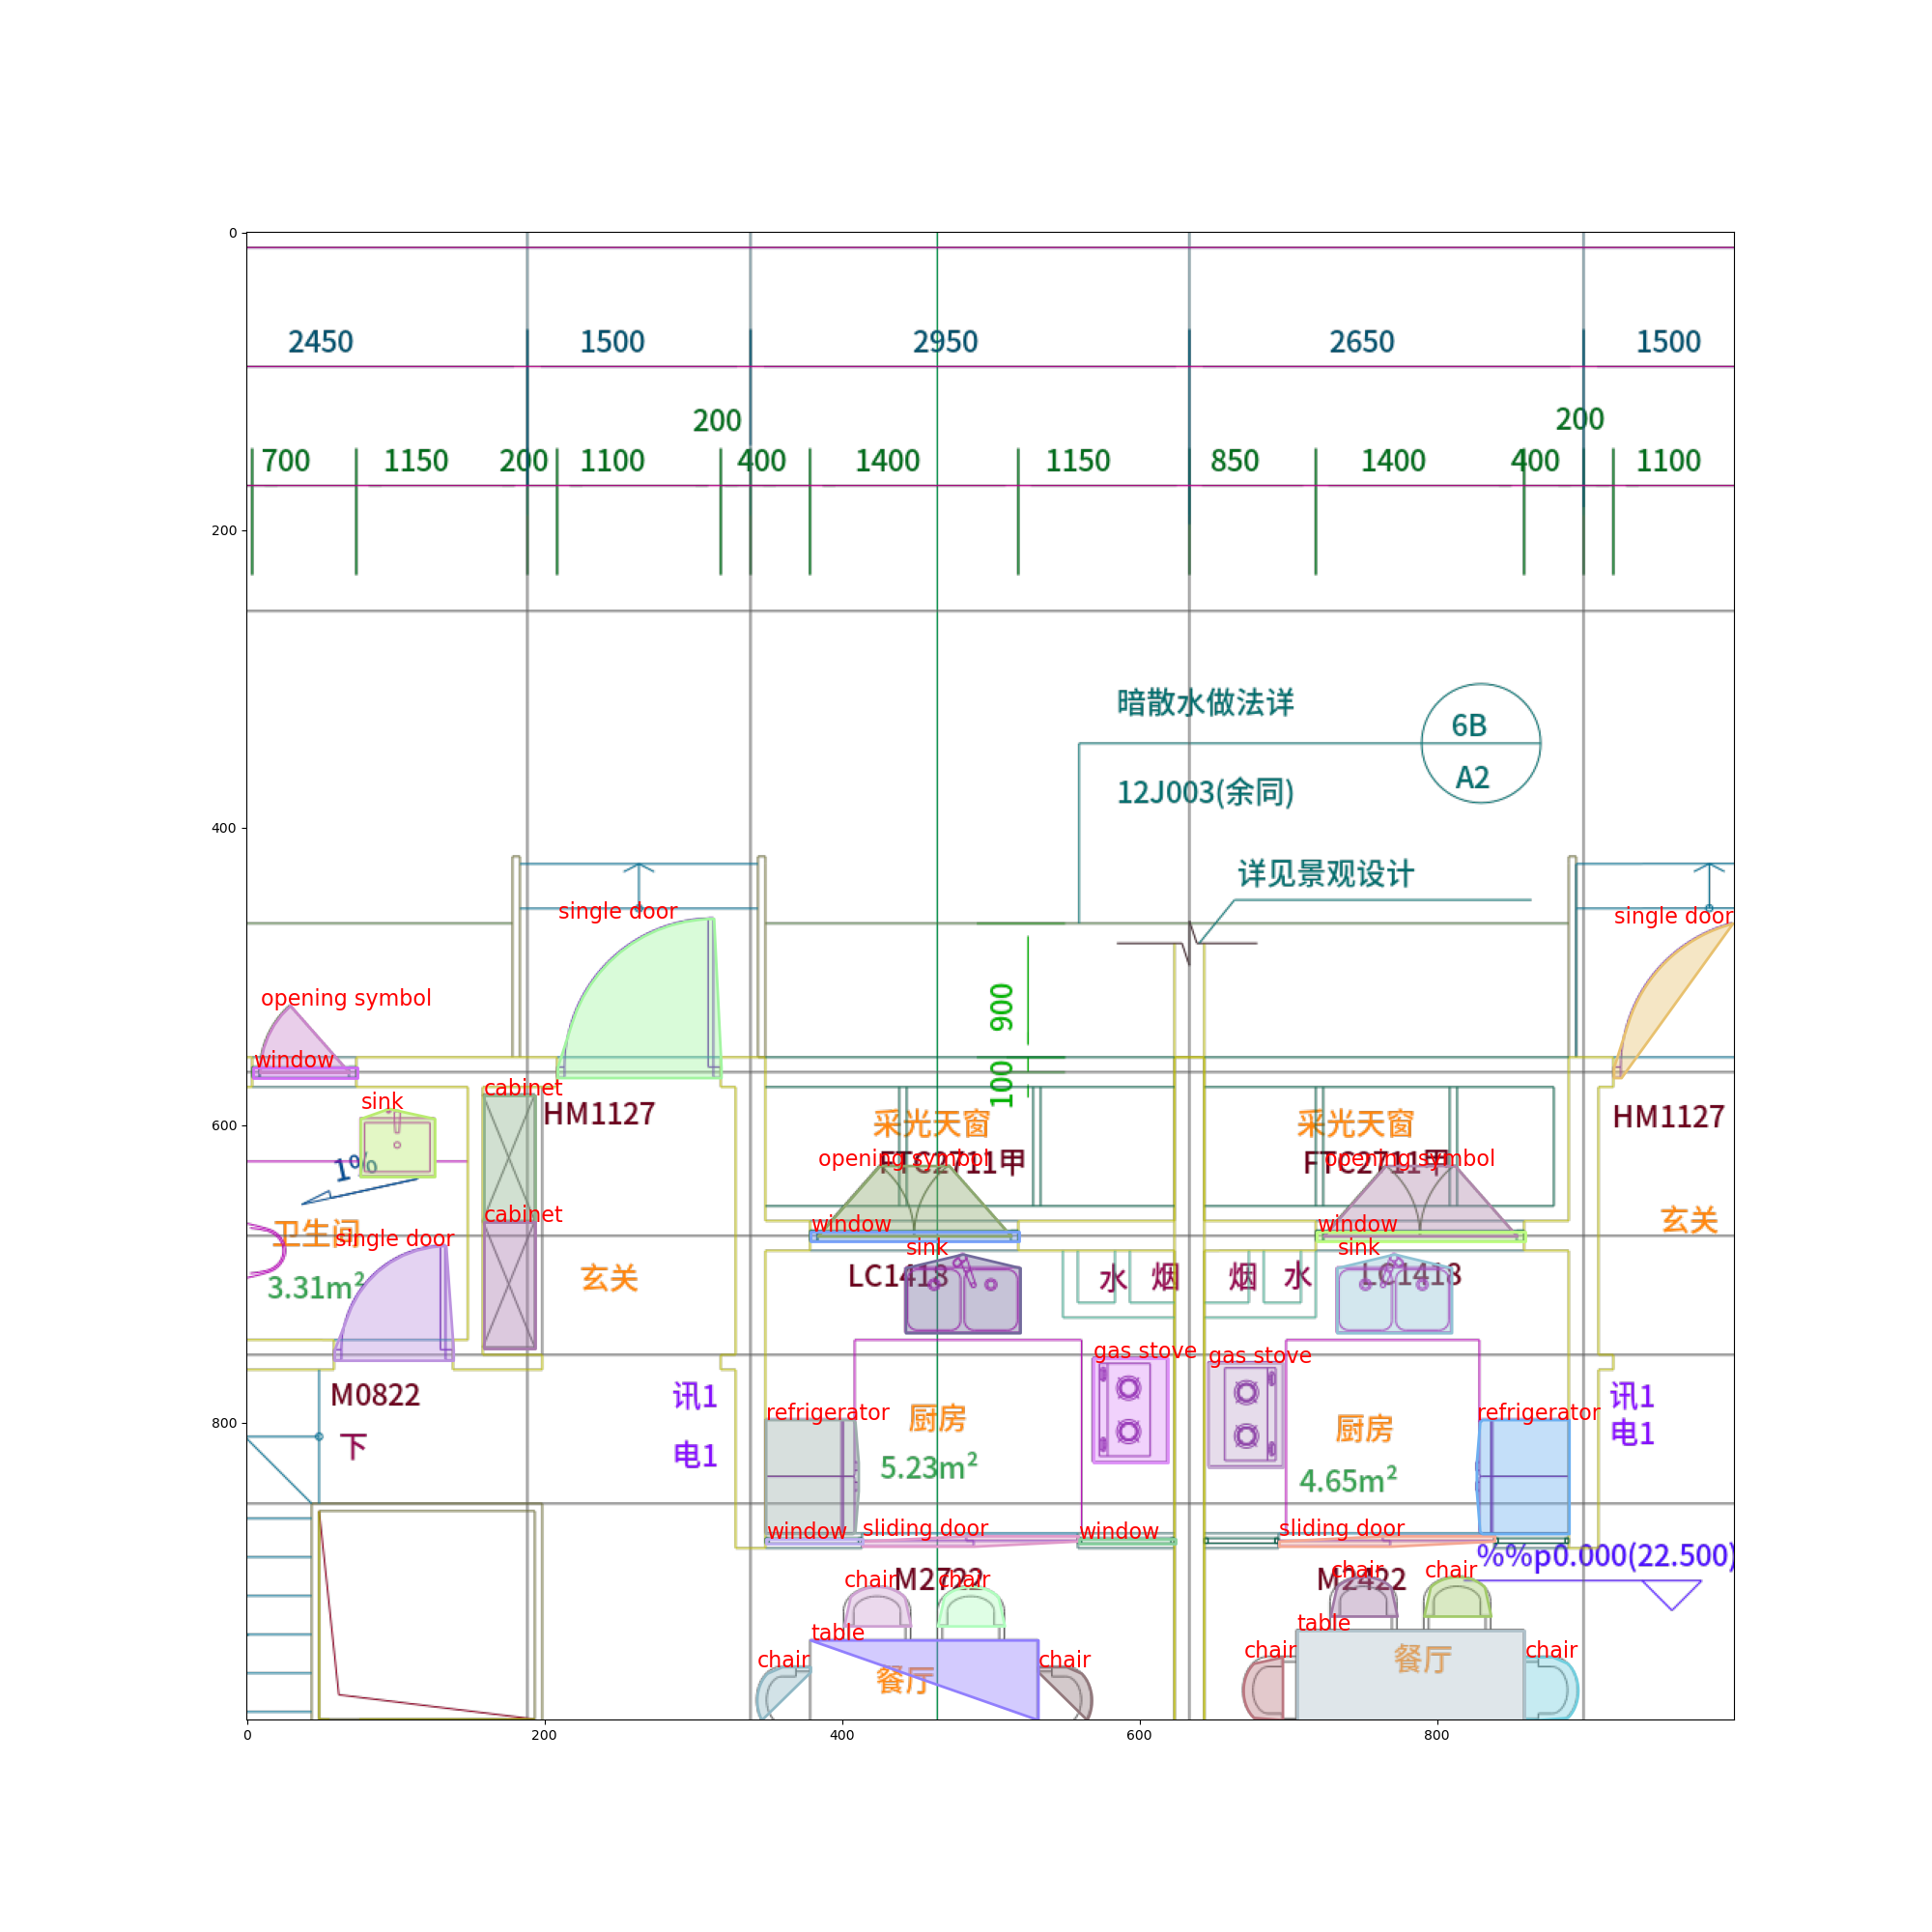 0
2450 1500 2950 2650 1500
200 200
700 1150 200 1100 400 1400 1150 850 1400 400 1100
200
暗散水做法详
6B
A2
12J003(余同)
400
详见景观设计
single door single door
opening symbol
900
window
100
cabinet
sink
HM1127 HM1127
采光天窗 采光天窗
600
1%
opening symbol opening symbol
FTC2711甲 FTC2711甲
cabinet
玄关
window window
卫生间
single door
sink sink
3.31m²
玄关
LC1418 水 烟 烟 水 LC1418
gas stove gas stove
M0822 讯1 讯1
refrigerator refrigerator
厨房 厨房
800
下 电1 电1
5.23m² 4.65m²
window sliding door window sliding door
%%p0.000(22.500)
chair chair chair chair
M2722 M2422
table table
chair chair chair chair
餐厅 餐厅
0 200 400 600 800